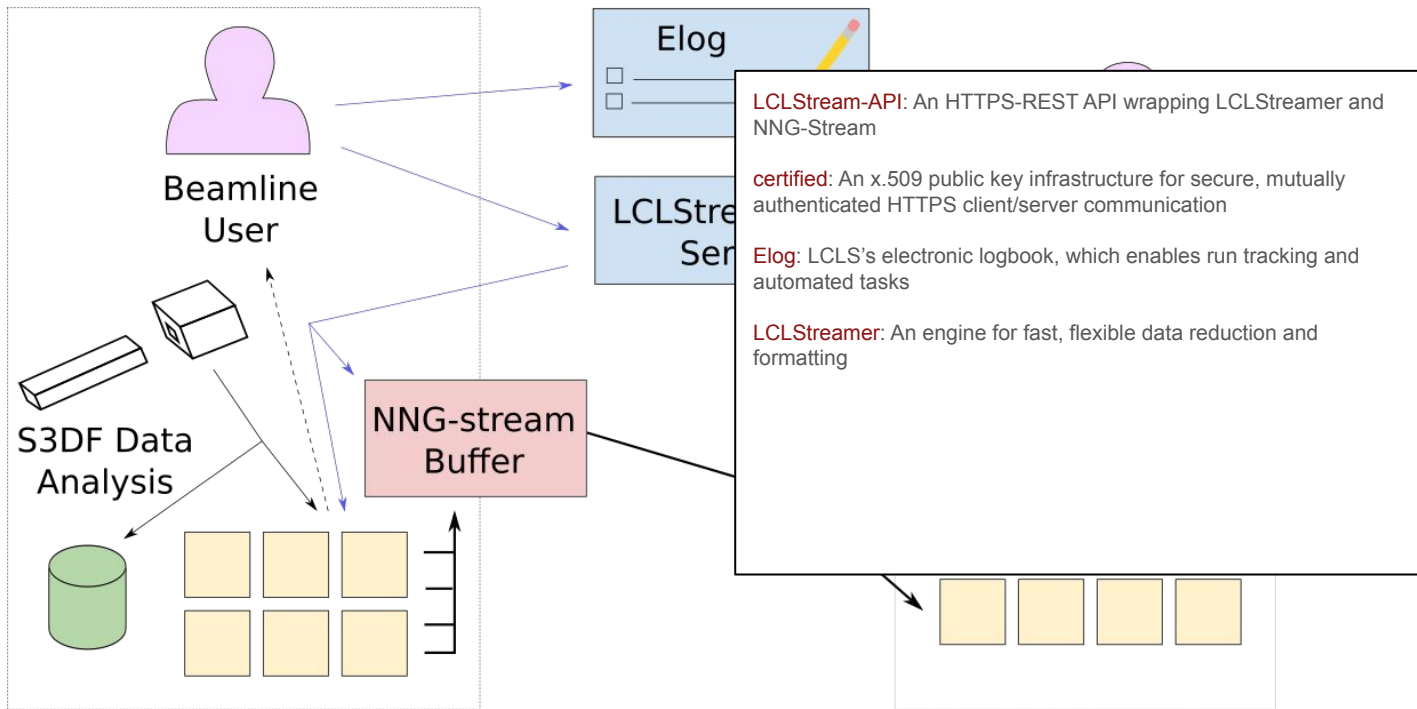 Elog
Beamline
User
LCLStre
Ser
S3DF Data
Analysis
NNG-stream
Buffer
LCLStream-API: An HTTPS-REST API wrapping LCLStreamer and
NNG-Stream
certified: An x.509 public key infrastructure for secure, mutually
authenticated HTTPS client/server communication
Elog: LCLS’s electronic logbook, which enables run tracking and
automated tasks
LCLStreamer: An engine for fast, flexible data reduction and
formatting